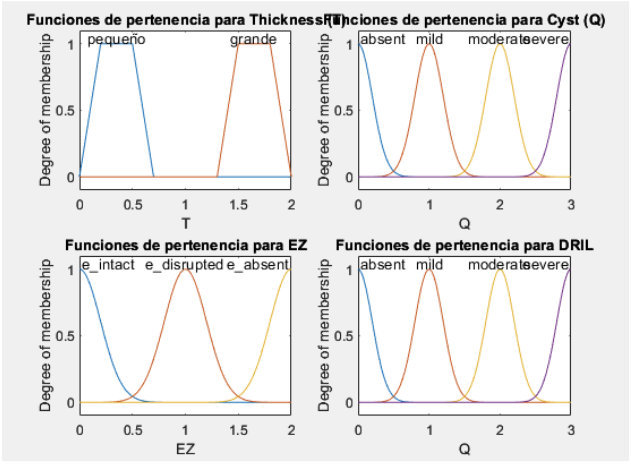 Funciones de pertenencia para Thickness (T)
pequeño grande
Degree of membership
1
0.5
0
0 0.5 1 1.5 2
T
Funciones de pertenencia para Cyst (Q)
absent mild moderate severe
Degree of membership
1
0.5
0
0 1 2 3
Q
Funciones de pertenencia para EZ
e_intact e_disrupted e_absent
Degree of membership
1
0.5
0
0 0.5 1 1.5 2
EZ
Funciones de pertenencia para DRIL
absent mild moderate severe
Degree of membership
1
0.5
0
0 1 2 3
Q